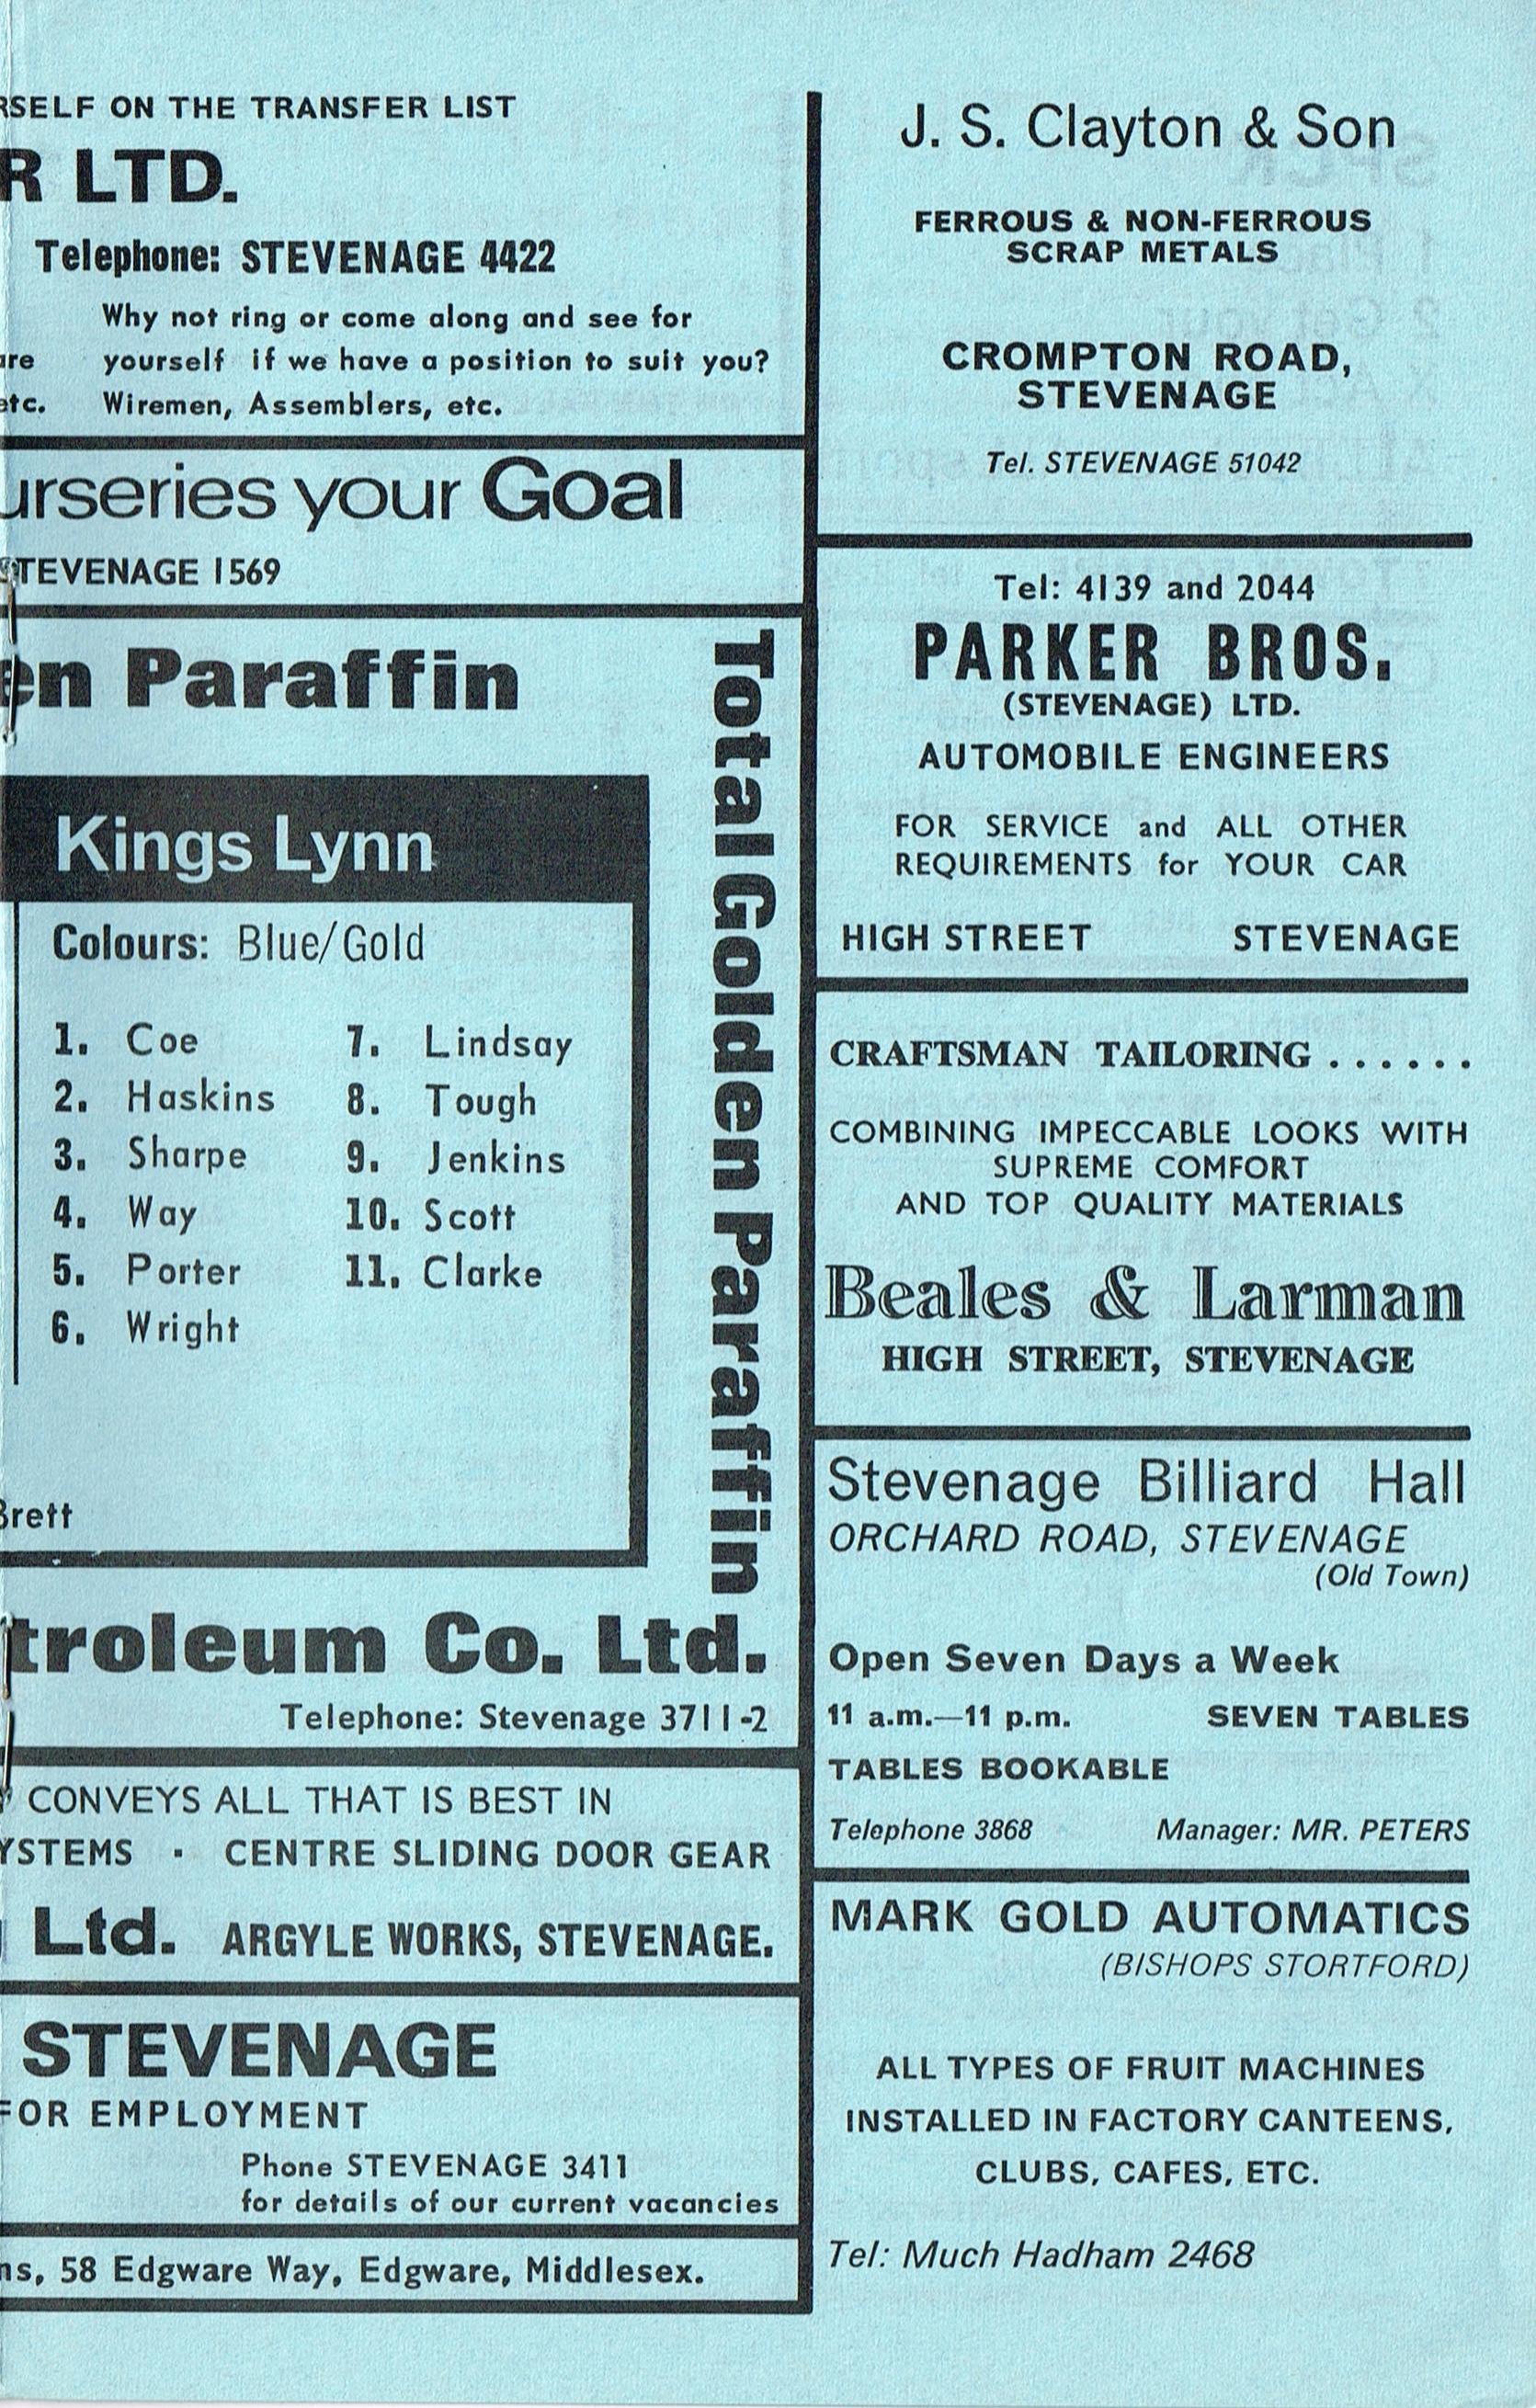 RSELF ON THE TRANSFER LIST
R LTD.
Telephone: STEVENAGE 4422
Why not ring or come along and see for
are yourself if we have a position to suit you?
etc. Wiremen, Assemblers, etc.
urseries your Goal
STEVENAGE 1569
en Paraffin
Total Golden Paraffin
Kings Lynn
Colours: Blue/Gold
1. Coe
2. Haskins
3. Sharpe
4. Way
5. Porter
6. Wright
7. Lindsay
8. Tough
9. Jenkins
10. Scott
11. Clarke
Brett
troleum Co. Ltd.
Telephone: Stevenage 3711-2
CONVEYS ALL THAT IS BEST IN
YSTEMS · CENTRE SLIDING DOOR GEAR
Ltd. ARGYLE WORKS, STEVENAGE.
STEVENAGE
FOR EMPLOYMENT
Phone STEVENAGE 3411
for details of our current vacancies
ns, 58 Edgware Way, Edgware, Middlesex.
J. S. Clayton & Son
FERROUS & NON-FERROUS
SCRAP METALS
CROMPTON ROAD,
STEVENAGE
Tel. STEVENAGE 51042
Tel: 4139 and 2044
PARKER BROS.
(STEVENAGE) LTD.
AUTOMOBILE ENGINEERS
FOR SERVICE and ALL OTHER
REQUIREMENTS for YOUR CAR
HIGH STREET STEVENAGE
CRAFTSMAN TAILORING . . . . . .
COMBINING IMPECCABLE LOOKS WITH
SUPREME COMFORT
AND TOP QUALITY MATERIALS
Beales & Larman
HIGH STREET, STEVENAGE
Stevenage Billiard Hall
ORCHARD ROAD, STEVENAGE
(Old Town)
Open Seven Days a Week
11 a.m.—11 p.m. SEVEN TABLES
TABLES BOOKABLE
Telephone 3868 Manager: MR. PETERS
MARK GOLD AUTOMATICS
(BISHOPS STORTFORD)
ALL TYPES OF FRUIT MACHINES
INSTALLED IN FACTORY CANTEENS,
CLUBS, CAFES, ETC.
Tel: Much Hadham 2468